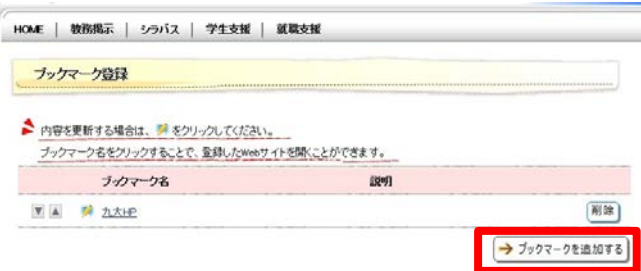 HOME | 教務掲示 | シラバス | 学生支援 | 就職支援
ブックマーク登録
内容を更新する場合は、 をクリックしてください。
ブックマーク名をクリックすることで、登録したWebサイトを開くことができます。
ブックマーク名 説明
▼ ▲ 九大HP 削除
→ ブックマークを追加する